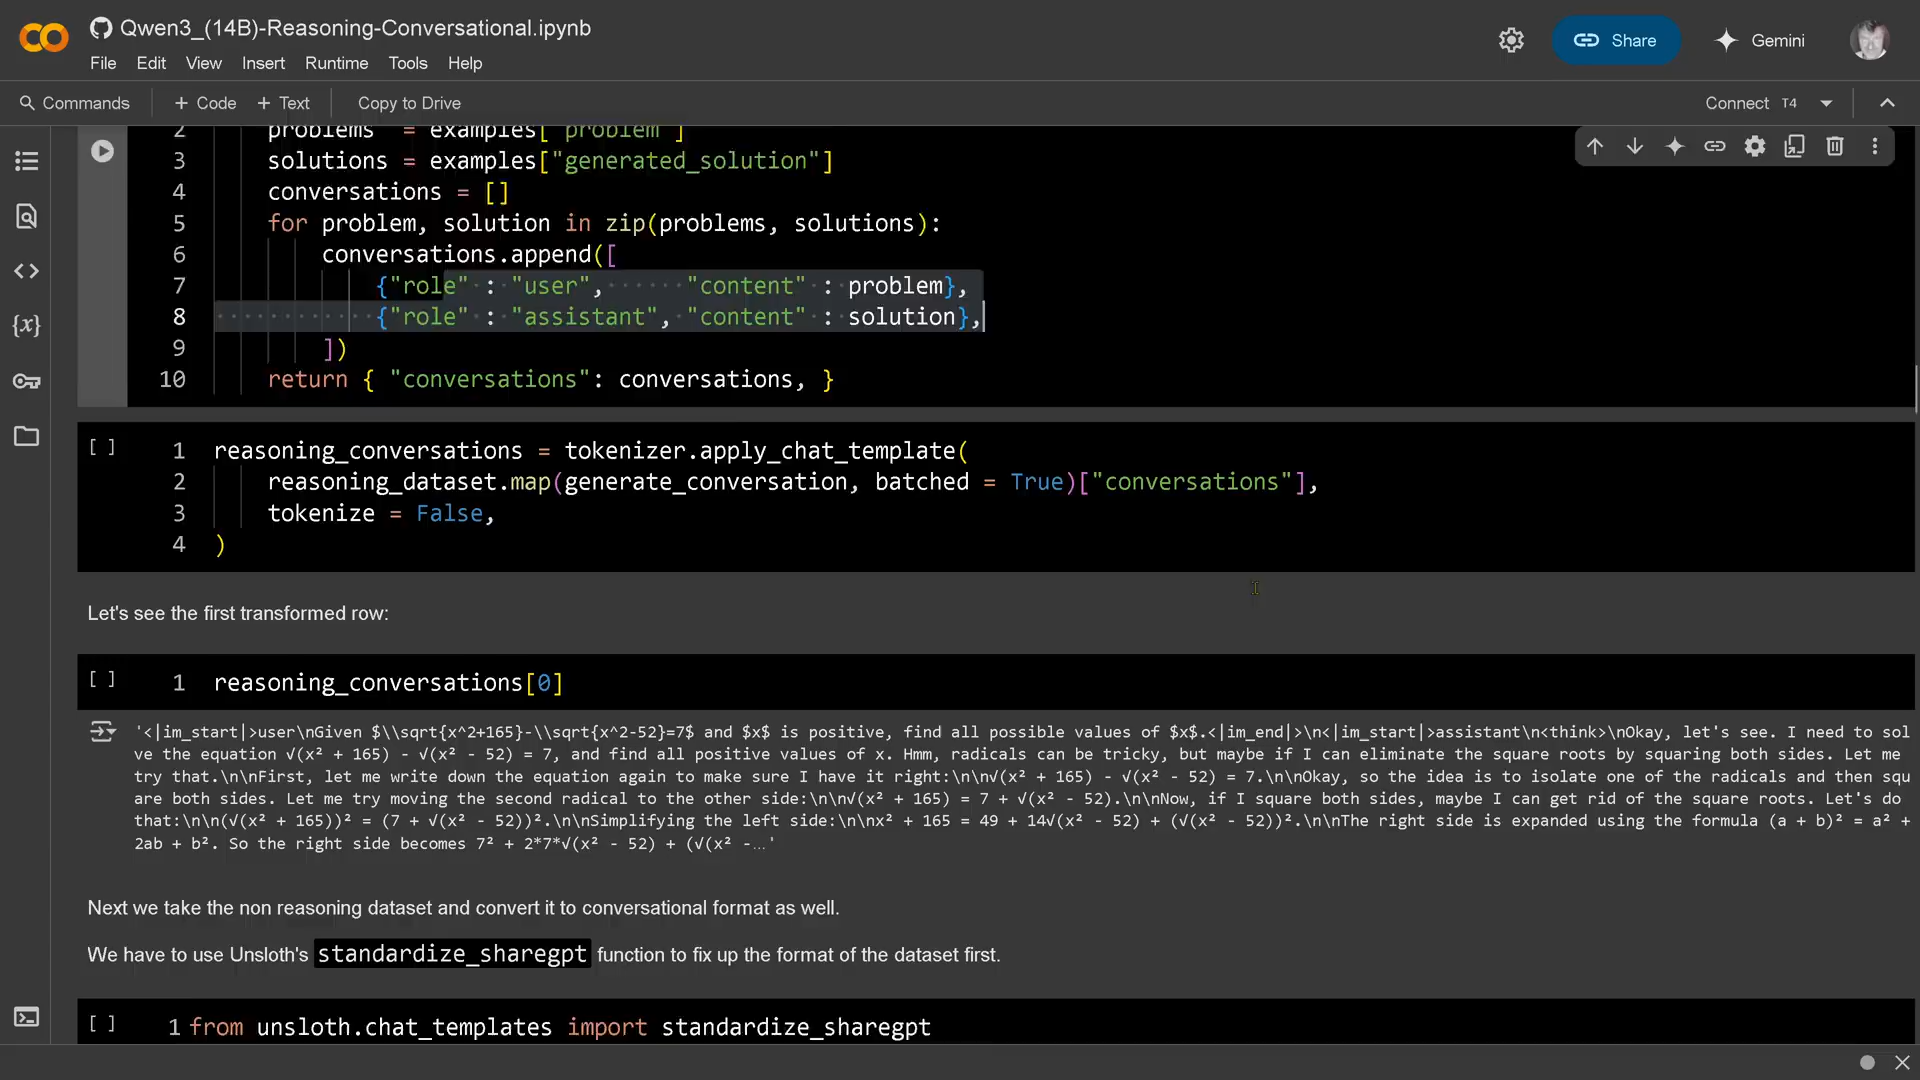 Qwen3_(14B)-Reasoning-Conversational.ipynb
File Edit View Insert Runtime Tools Help
Share
Gemini
Commands + Code + Text Copy to Drive
Connect T4
2 problems = examples["problem"]
3 solutions = examples["generated_solution"]
4 conversations = []
5 for problem, solution in zip(problems, solutions):
6 conversations.append([
7 {"role" : "user", "content" : problem},
8 {"role" : "assistant", "content" : solution},
9 ])
10 return { "conversations": conversations, }
[ ] 1 reasoning_conversations = tokenizer.apply_chat_template(
2 reasoning_dataset.map(generate_conversation, batched = True)["conversations"],
3 tokenize = False,
4 )
Let's see the first transformed row:
[ ] 1 reasoning_conversations[0]
'<|im_start|>user\nGiven $\\sqrt{x^2+165}-\\sqrt{x^2-52}=7$ and $x$ is positive, find all possible values of $x$.<|im_end|>\n<|im_start|>assistant\n<think>\nOkay, let's see. I need to sol
ve the equation √(x² + 165) - √(x² - 52) = 7, and find all positive values of x. Hmm, radicals can be tricky, but maybe if I can eliminate the square roots by squaring both sides. Let me
try that.\n\nFirst, let me write down the equation again to make sure I have it right:\n\n√(x² + 165) - √(x² - 52) = 7.\n\nOkay, so the idea is to isolate one of the radicals and then squ
are both sides. Let me try moving the second radical to the other side:\n\n√(x² + 165) = 7 + √(x² - 52).\n\nNow, if I square both sides, maybe I can get rid of the square roots. Let's do
that:\n\n(√(x² + 165))² = (7 + √(x² - 52))².\n\nSimplifying the left side:\n\nx² + 165 = 49 + 14√(x² - 52) + (√(x² - 52))².\n\nThe right side is expanded using the formula (a + b)² = a² +
2ab + b². So the right side becomes 7² + 2*7*√(x² - 52) + (√(x² -…'
Next we take the non reasoning dataset and convert it to conversational format as well.
We have to use Unsloth's standardize_sharegpt function to fix up the format of the dataset first.
[ ] 1 from unsloth.chat_templates import standardize_sharegpt